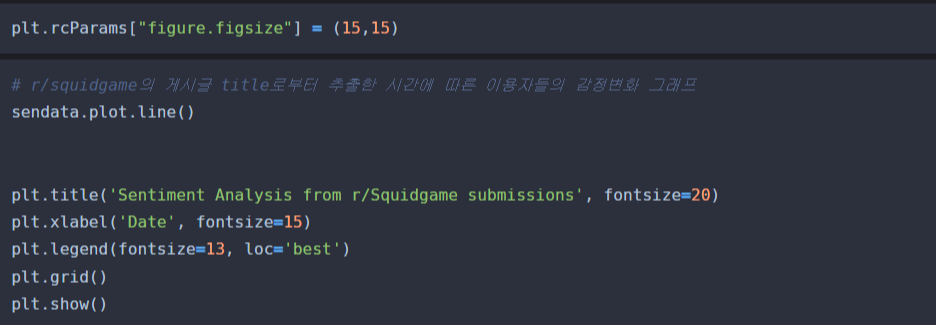 plt.rcParams["figure.figsize"] = (15,15)
# r/squidgame의 게시글 title로부터 추출한 시간에 따른 이용자들의 감정변화 그래프
sendata.plot.line()
plt.title('Sentiment Analysis from r/Squidgame submissions', fontsize=20)
plt.xlabel('Date', fontsize=15)
plt.legend(fontsize=13, loc='best')
plt.grid()
plt.show()